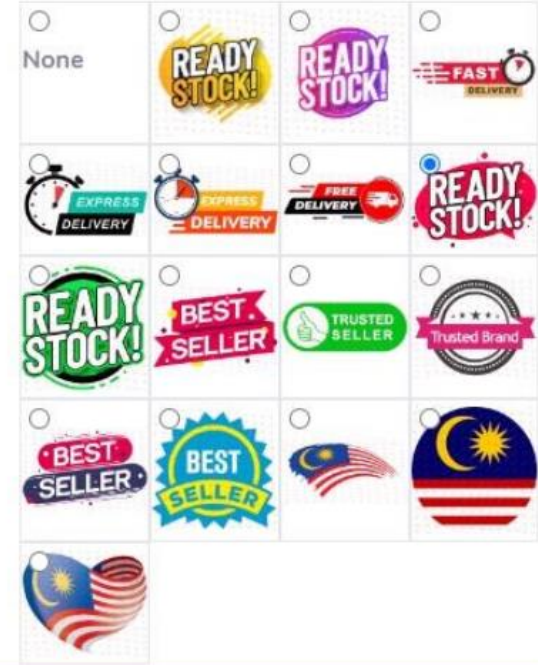 None
READY
STOCK!
READY
STOCK!
FAST
DELIVERY
EXPRESS
DELIVERY
EXPRESS
DELIVERY
FREE
DELIVERY
READY
STOCK!
READY
STOCK!
BEST
SELLER
TRUSTED
SELLER
Trusted Brand
BEST
SELLER
BEST
SELLER